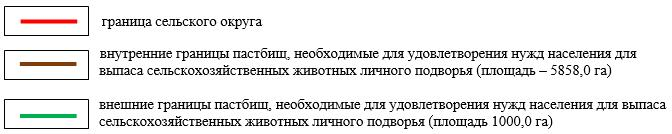 граница сельского округа
внутренние границы пастбищ, необходимые для удовлетворения нужд населения для
выпаса сельскохозяйственных животных личного подворья (площадь – 5858,0 га)
внешние границы пастбищ, необходимые для удовлетворения нужд населения для выпаса
сельскохозяйственных животных личного подворья (площадь 1000,0 га)